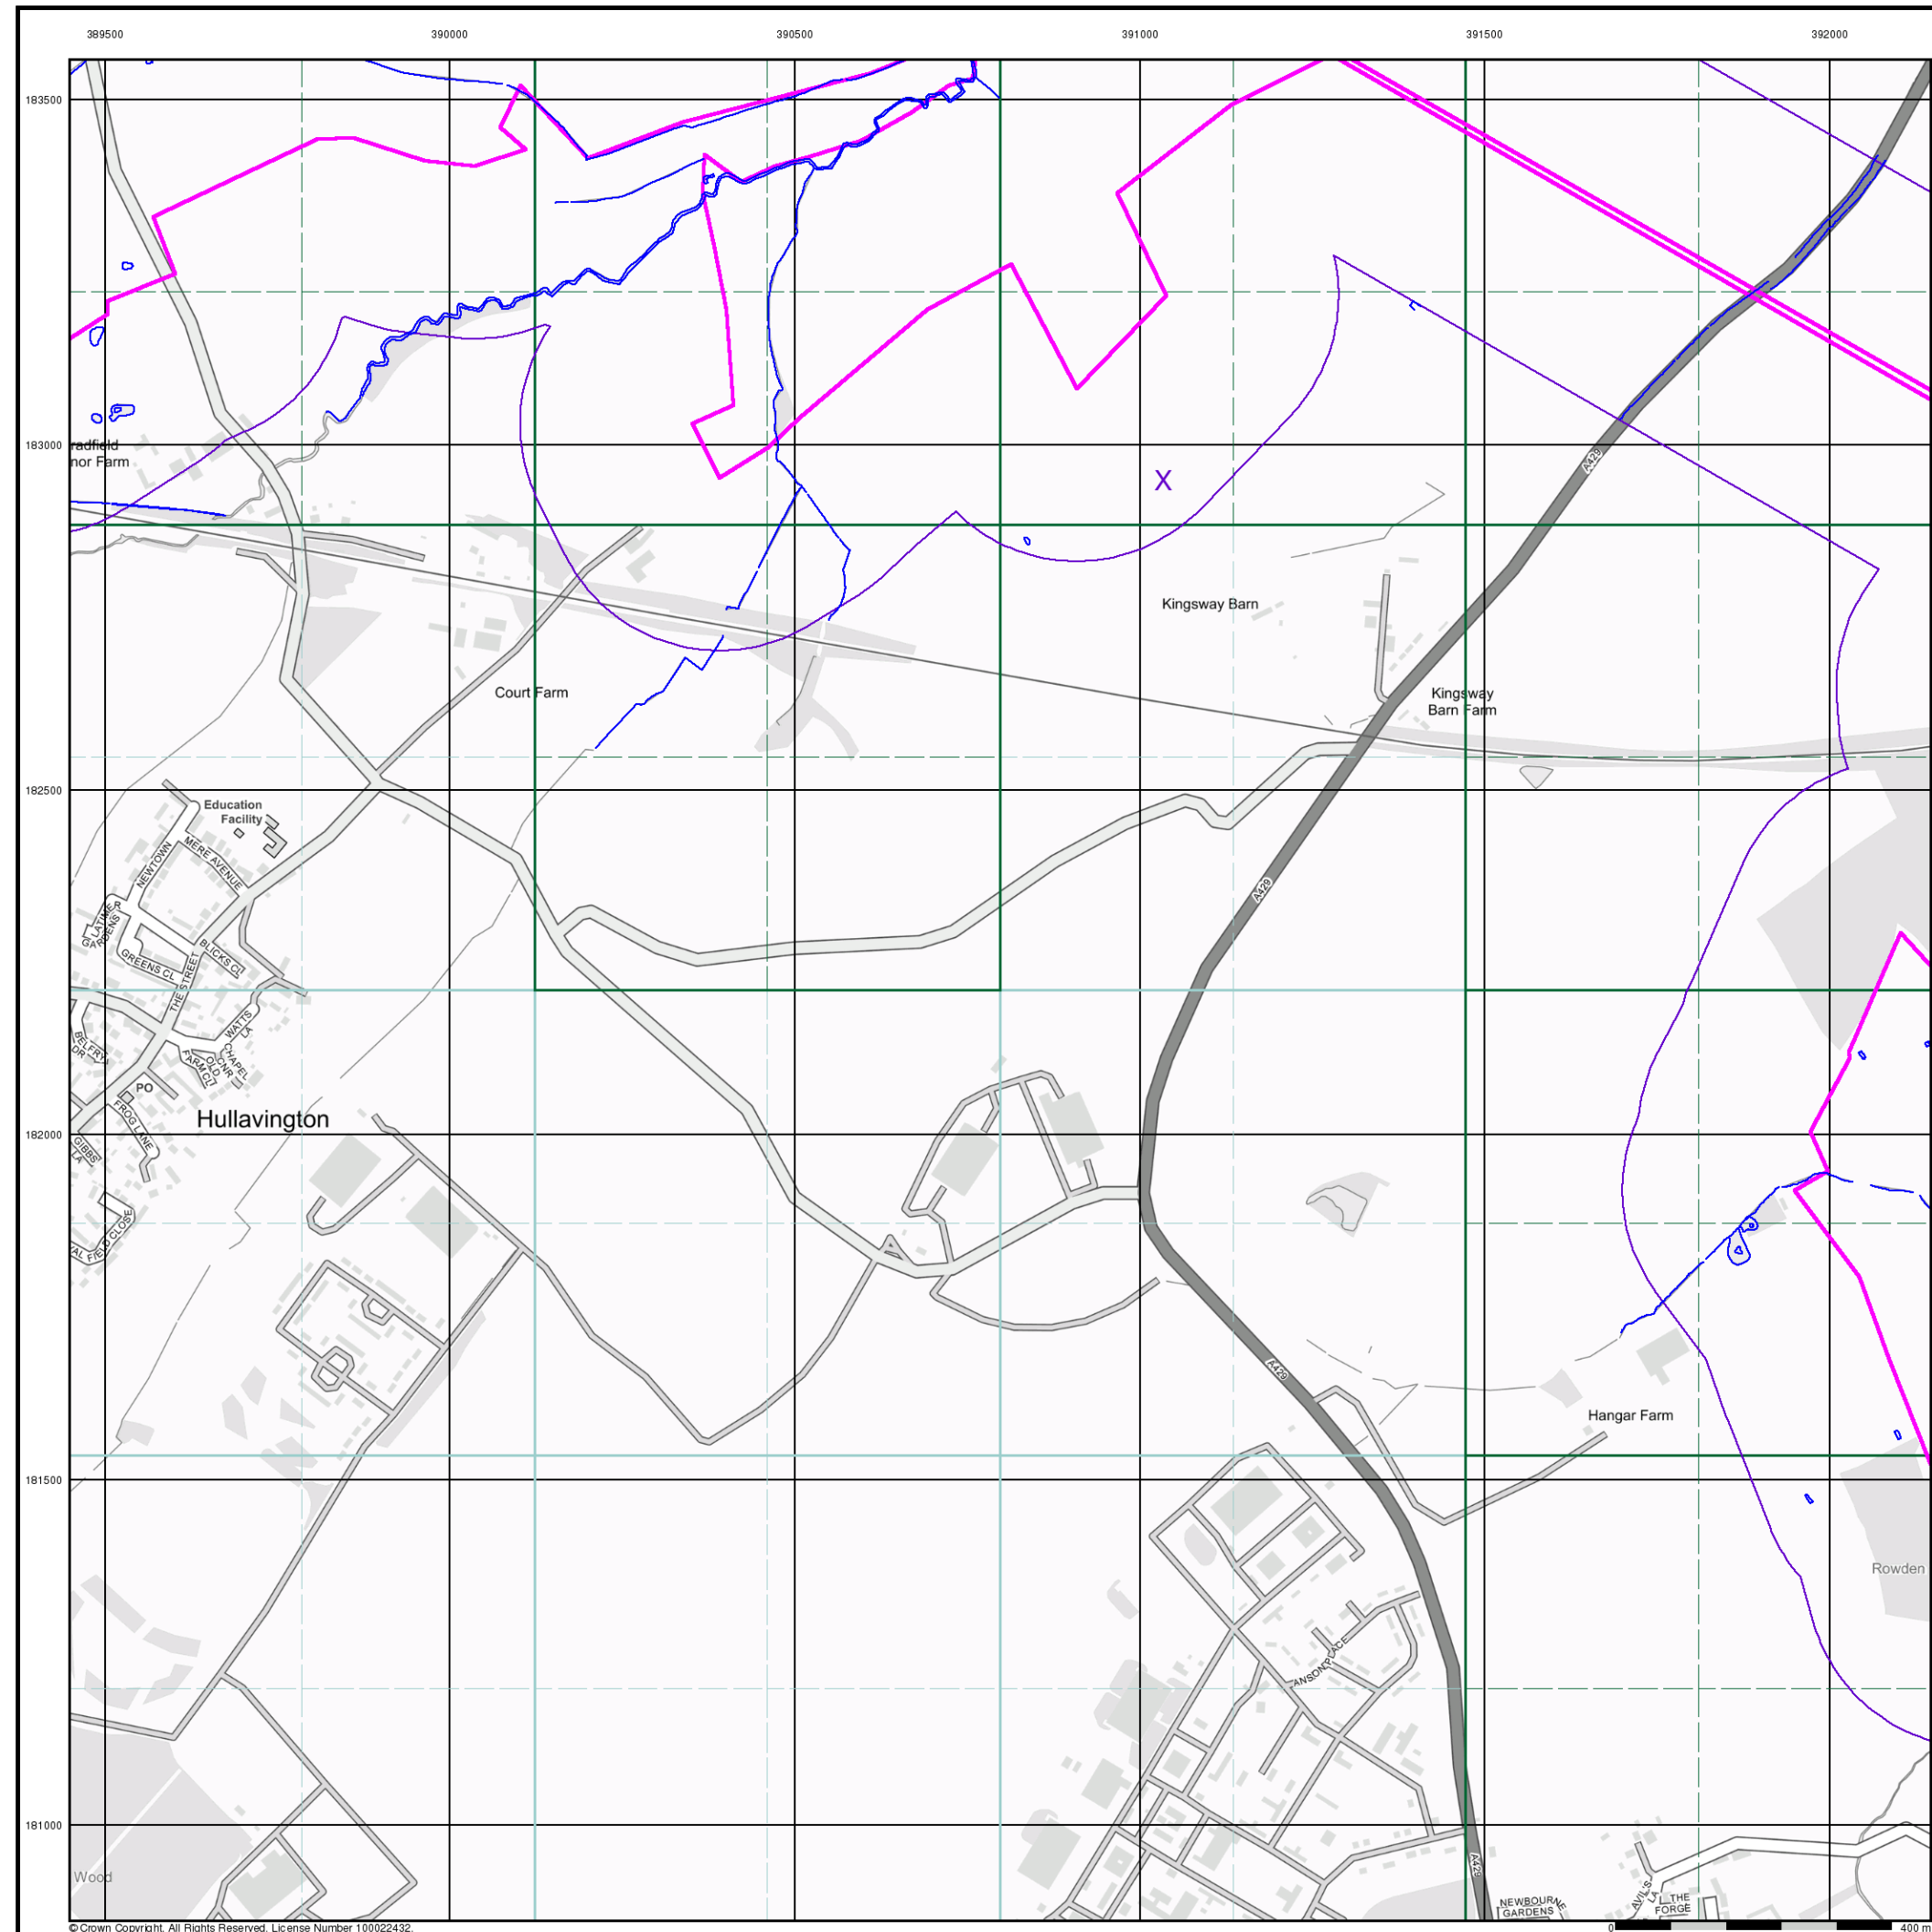 389500 390000 390500 391000 391500 392000
183500
183000
radfield
nor Farm
X
A429
Kingsway Barn
Court Farm
Kingsway
Barn Farm
182500
Education
Facility
NEWTOWN
MERE AVENUE
LATIMER
GARDENS
GREENS CL
BLICKS CL
THE STREET
A429
WATTS
LA
BELFRY
DR
FARM CL
OLD
CHAPEL
CNR
PO
FROG LANE
GIBBS
LA
Hullavington
182000
AL FIELD CLOSE
A429
Hangar Farm
181500
Rowden
ANSON PLACE
181000
Wood
A429
NEWBOURNE
GARDENS
AVIL'S
LA
THE
FORGE
© Crown Copyright. All Rights Reserved. License Number 100022432.
0 400 m